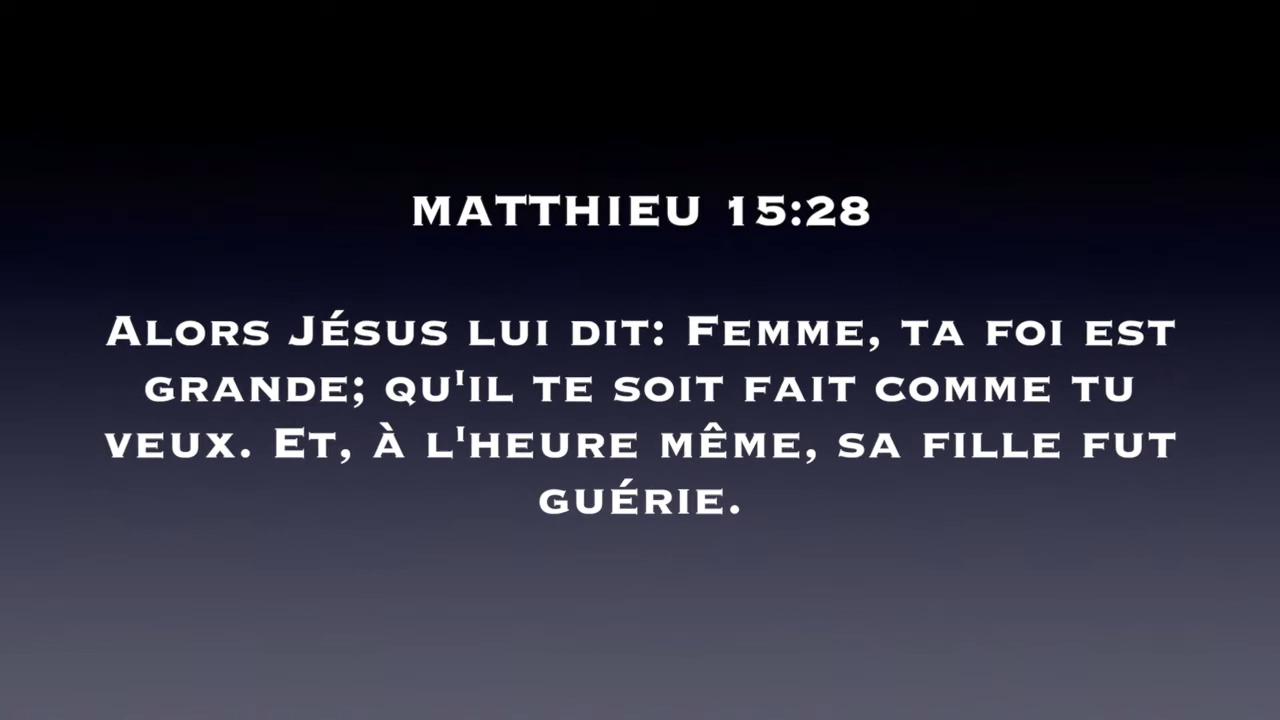 MATTHIEU 15:28
Alors Jésus lui dit: Femme, ta foi est
grande; qu'il te soit fait comme tu
veux. Et, à l'heure même, sa fille fut
guérie.